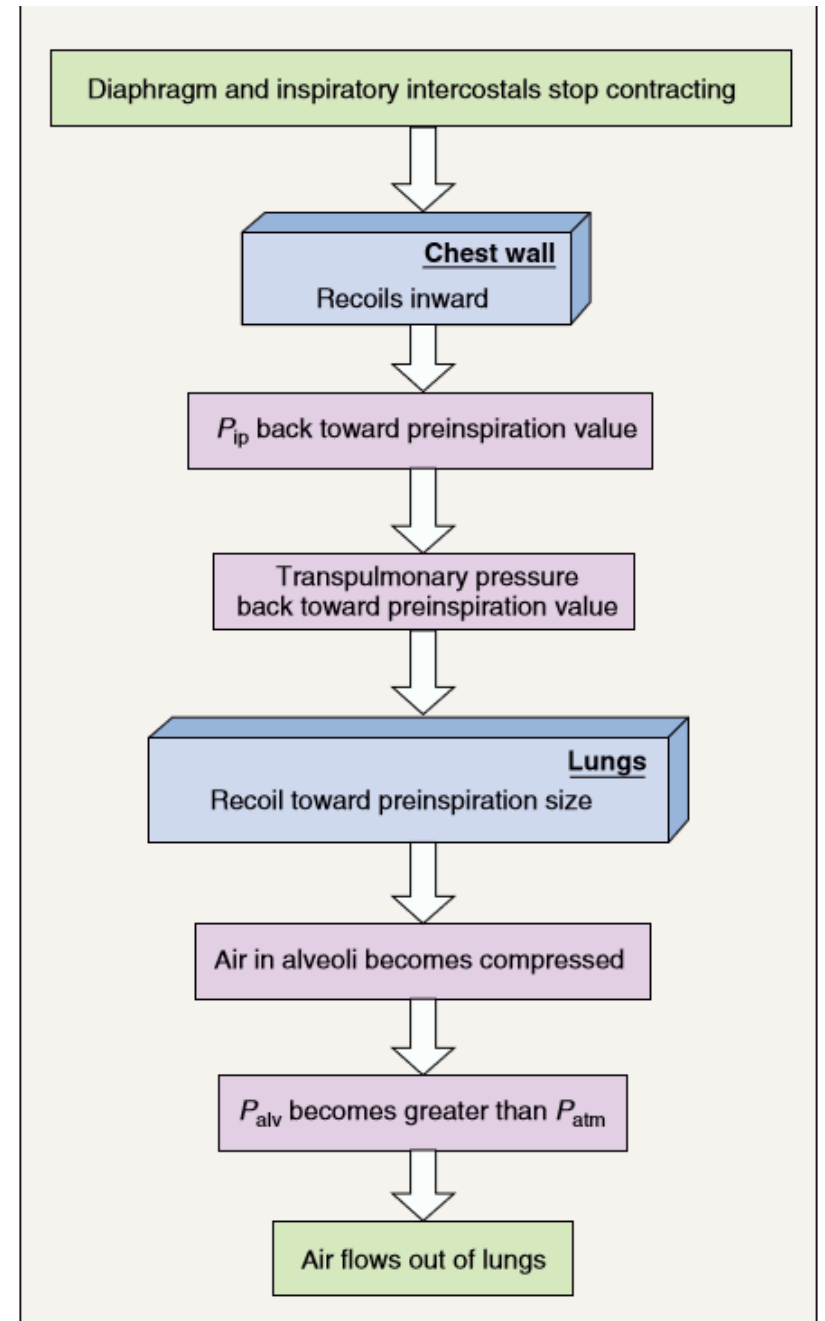 Diaphragm and inspiratory intercostals stop contracting
Chest wall
Recoils inward
Pip back toward preinspiration value
Transpulmonary pressure
back toward preinspiration value
Lungs
Recoil toward preinspiration size
Air in alveoli becomes compressed
Palv becomes greater than Patm
Air flows out of lungs